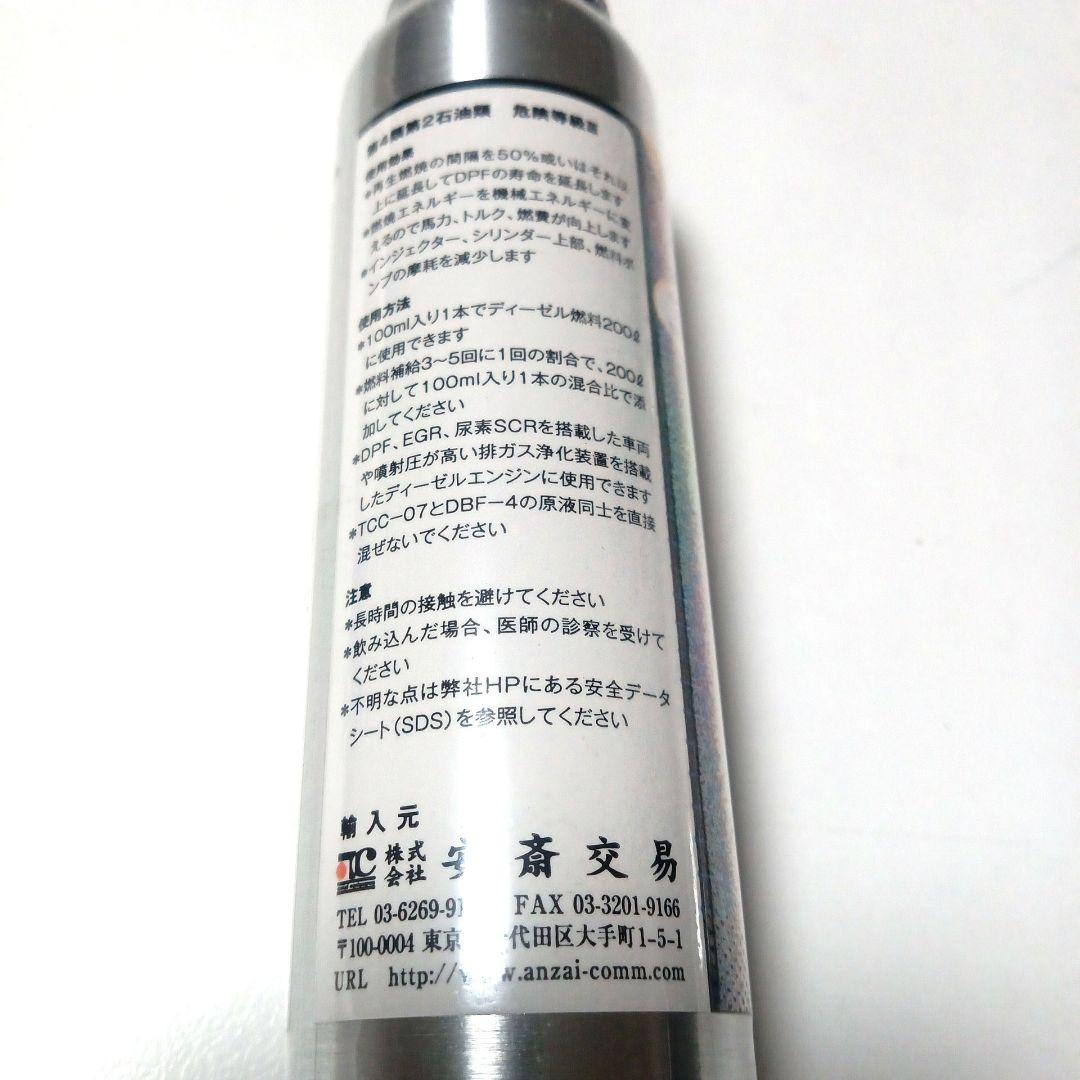 第4類第2石油類 危険等級Ⅲ
使用効果
*再生燃焼の間隔を50%或いはそれ以
上に延長してDPFの寿命を延長します
*燃焼エネルギーを機械エネルギーに変
えるので馬力、トルク、燃費が向上します
*インジェクター、シリンダー上部、燃料ポ
ンプの摩耗を減少します
使用方法
*100ml入り1本でディーゼル燃料200ℓ
に使用できます
*燃料補給3～5回に1回の割合で、200ℓ
に対して100ml入り1本の混合比で添
加してください
*DPF、EGR、尿素SCRを搭載した車両
や噴射圧が高い排ガス浄化装置を搭載
したディーゼルエンジンに使用できます
*TCC-07とDBF-4の原液同士を直接
混ぜないでください
注意
*長時間の接触を避けてください
*飲み込んだ場合、医師の診察を受けて
ください
*不明な点は弊社HPにある安全データ
シート(SDS)を参照してください
輸入元
株式会社 安斎交易
TEL 03-6269-91 FAX 03-3201-9166
〒100-0004 東京 代田区大手町1-5-1
URL http://www.anzai-comm.com